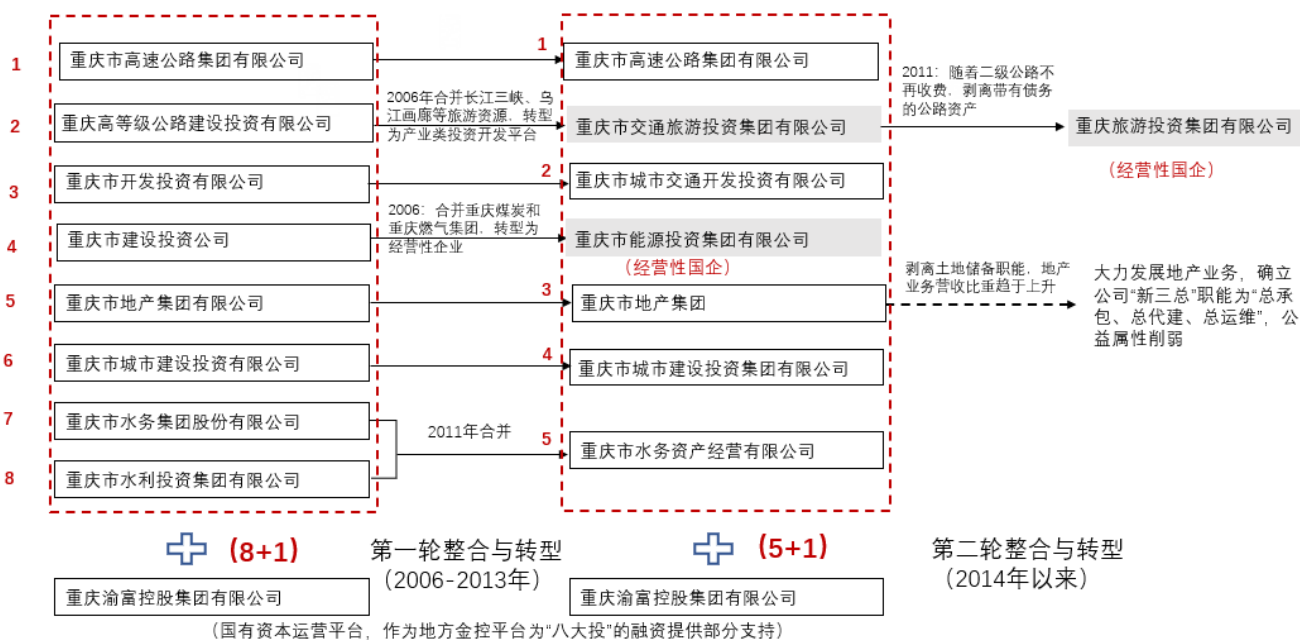 1
重庆市高速公路集团有限公司
1
重庆市高速公路集团有限公司
2
重庆高等级公路建设投资有限公司
2006年合并长江三峡、乌
江画廊等旅游资源，转型
为产业类投资开发平台
重庆市交通旅游投资集团有限公司
2011：随着二级公路不
再收费，剥离带有债务
的公路资产
重庆旅游投资集团有限公司
（经营性国企）
3
重庆市开发投资有限公司
2
重庆市城市交通开发投资有限公司
4
重庆市建设投资公司
2006：合并重庆煤炭和
重庆燃气集团，转型为
经营性企业
重庆市能源投资集团有限公司
（经营性国企）
5
重庆市地产集团有限公司
3
重庆市地产集团
剥离土地储备职能，地产
业务营收比重趋于上升
大力发展地产业务，确立
公司“新三总”职能为“总承
包、总代建、总运维”，公
益属性削弱
6
重庆市城市建设投资有限公司
4
重庆市城市建设投资集团有限公司
7
重庆市水务集团股份有限公司
8
重庆市水利投资集团有限公司
2011年合并
5
重庆市水务资产经营有限公司
（8+1）
第一轮整合与转型
（2006-2013年）
（5+1）
第二轮整合与转型
（2014年以来）
重庆渝富控股集团有限公司
重庆渝富控股集团有限公司
（国有资本运营平台，作为地方金控平台为“八大投”的融资提供部分支持）